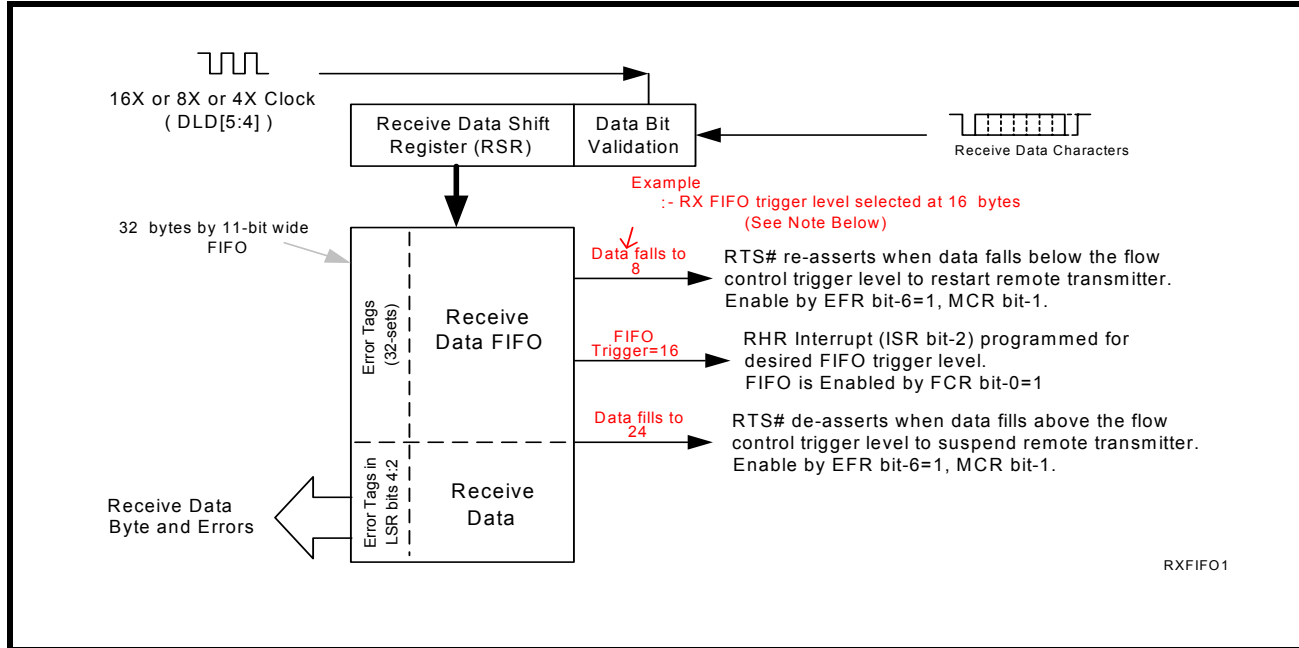 16X or 8X or 4X Clock
( DLD[5:4] )
Receive Data Shift
Register (RSR)
Data Bit
Validation
Receive Data Characters
Example
:- RX FIFO trigger level selected at 16 bytes
(See Note Below)
32 bytes by 11-bit wide
FIFO
Data falls to
8
RTS# re-asserts when data falls below the flow
control trigger level to restart remote transmitter.
Enable by EFR bit-6=1, MCR bit-1.
Error Tags
(32-sets)
Receive
Data FIFO
FIFO
Trigger=16
RHR Interrupt (ISR bit-2) programmed for
desired FIFO trigger level.
FIFO is Enabled by FCR bit-0=1
Data fills to
24
RTS# de-asserts when data fills above the flow
control trigger level to suspend remote transmitter.
Enable by EFR bit-6=1, MCR bit-1.
Error Tags in
LSR bits 4:2
Receive
Data
Receive Data
Byte and Errors
RXFIFO1